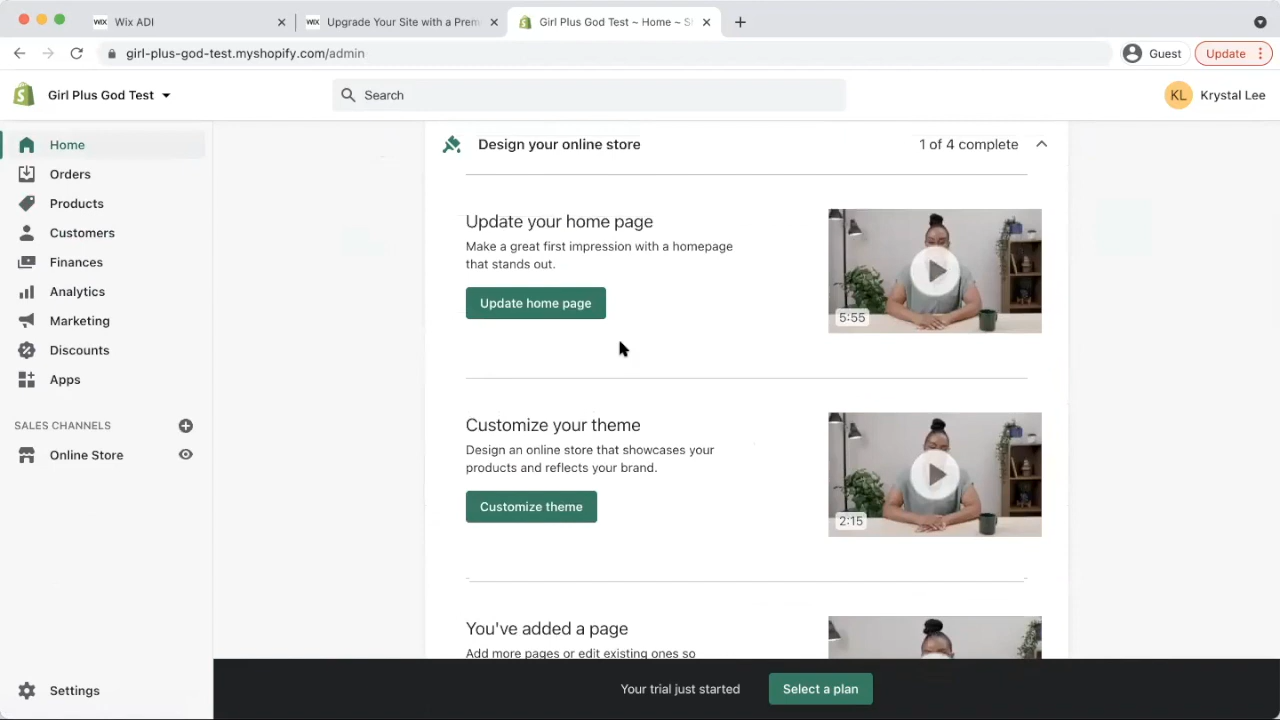 Wix ADI
Upgrade Your Site with a Prem
Girl Plus God Test ~ Home ~ S
girl-plus-god-test.myshopify.com/admin
Guest
Update
Girl Plus God Test
Search
KL
Krystal Lee
Home
Orders
Products
Customers
Finances
Analytics
Marketing
Discounts
Apps
SALES CHANNELS
Online Store
Settings
Design your online store
1 of 4 complete
Update your home page
Make a great first impression with a homepage
that stands out.
Update home page
5:55
Customize your theme
Design an online store that showcases your
products and reflects your brand.
Customize theme
2:15
You've added a page
Add more pages or edit existing ones so
Your trial just started
Select a plan